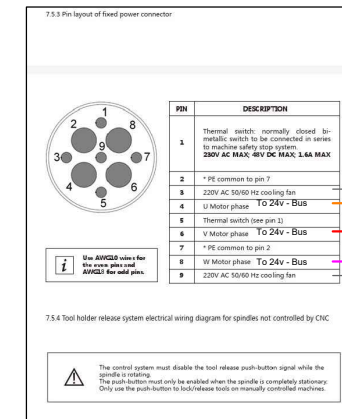 7.5.3 Pin layout of fixed power connector
1
2
8
3
9
7
4
6
5
PIN DESCRIPTION
1
Thermal switch: normally closed bi-
metallic switch to be connected in series
to machine safety stop system.
230V AC MAX; 48V DC MAX; 1.6A MAX
2 * PE common to pin 7
3 220V AC 50/60 Hz cooling fan
4 U Motor phase To 24v - Bus
5 Thermal switch (see pin 1)
6 V Motor phase To 24v - Bus
7 * PE common to pin 2
8 W Motor phase To 24v - Bus
9 220V AC 50/60 Hz cooling fan
i
Use AWG10 wires for
the even pins and
AWG18 for odd pins.
7.5.4 Tool holder release system electrical wiring diagram for spindles not controlled by CNC
The control system must disable the tool release push-button signal while the
spindle is rotating.
The push-button must only be enabled when the spindle is completely stationary.
Only use the push-button to lock/release tools on manually controlled machines.